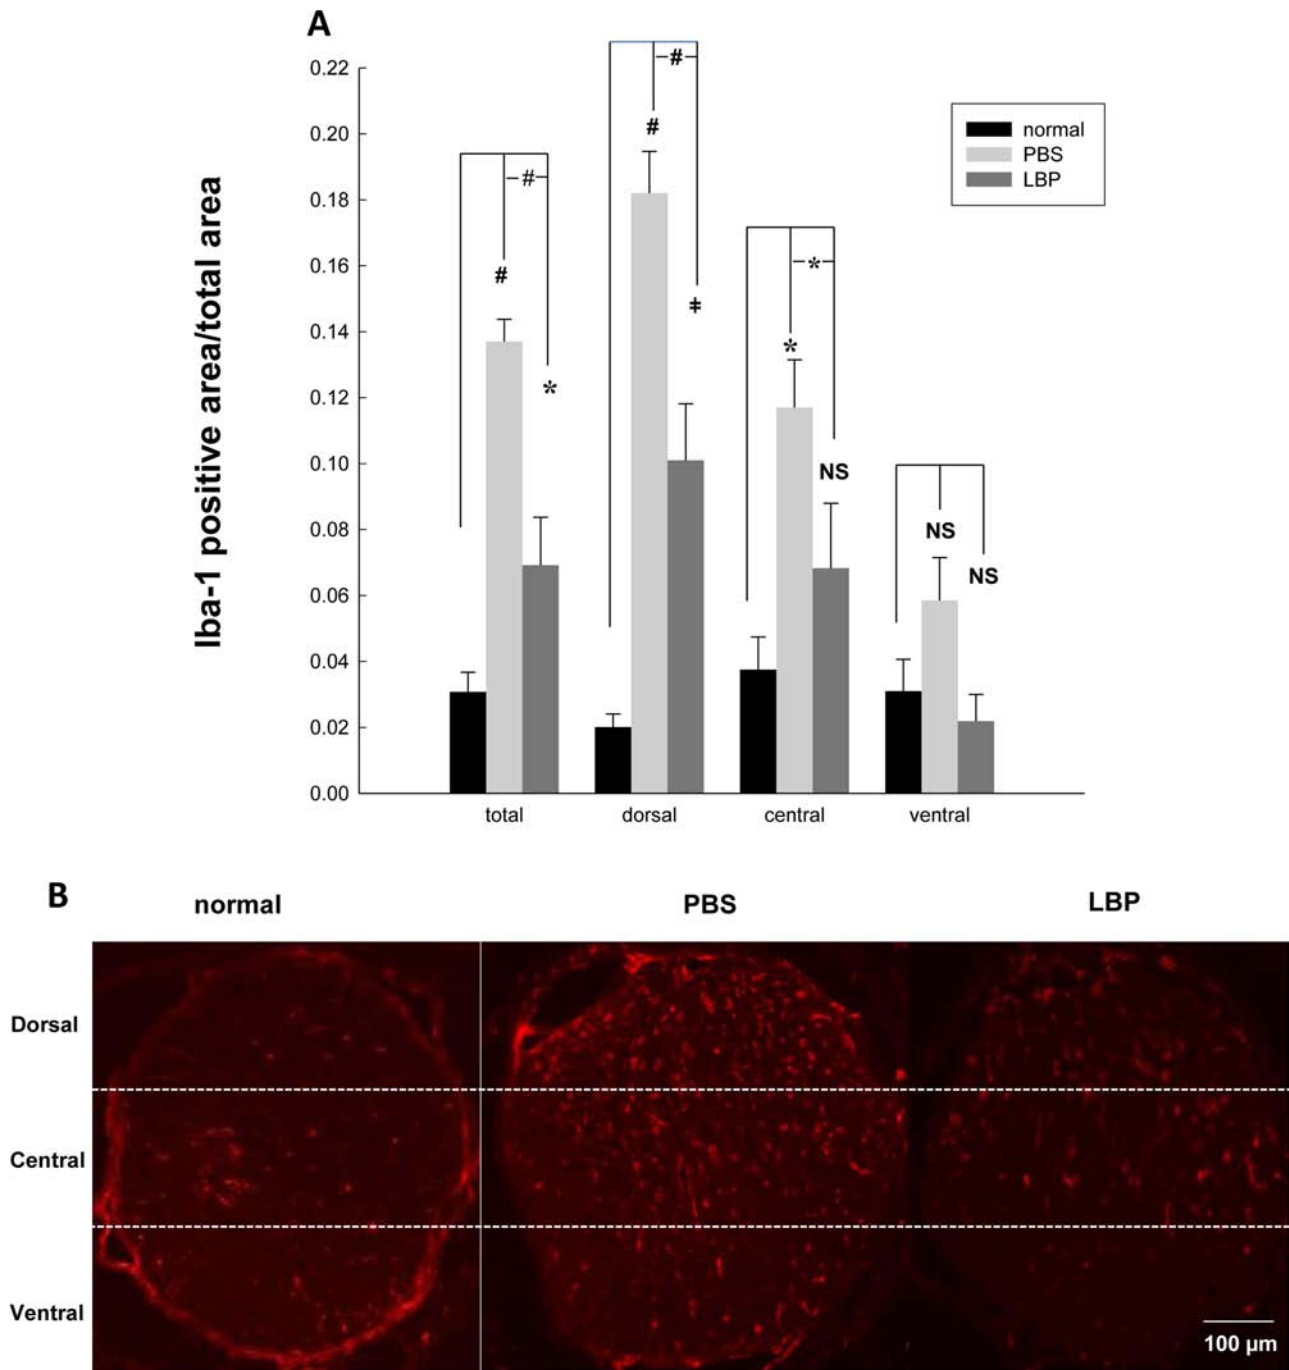 A
Iba-1 positive area/total area
0.22
0.20
0.18
0.16
0.14
0.12
0.10
0.08
0.06
0.04
0.02
0.00
#
#
*
#
#
ǂ
*
*
NS
NS
NS
normal
PBS
LBP
total dorsal central ventral
B
normal PBS LBP
Dorsal
Central
Ventral
100 µm